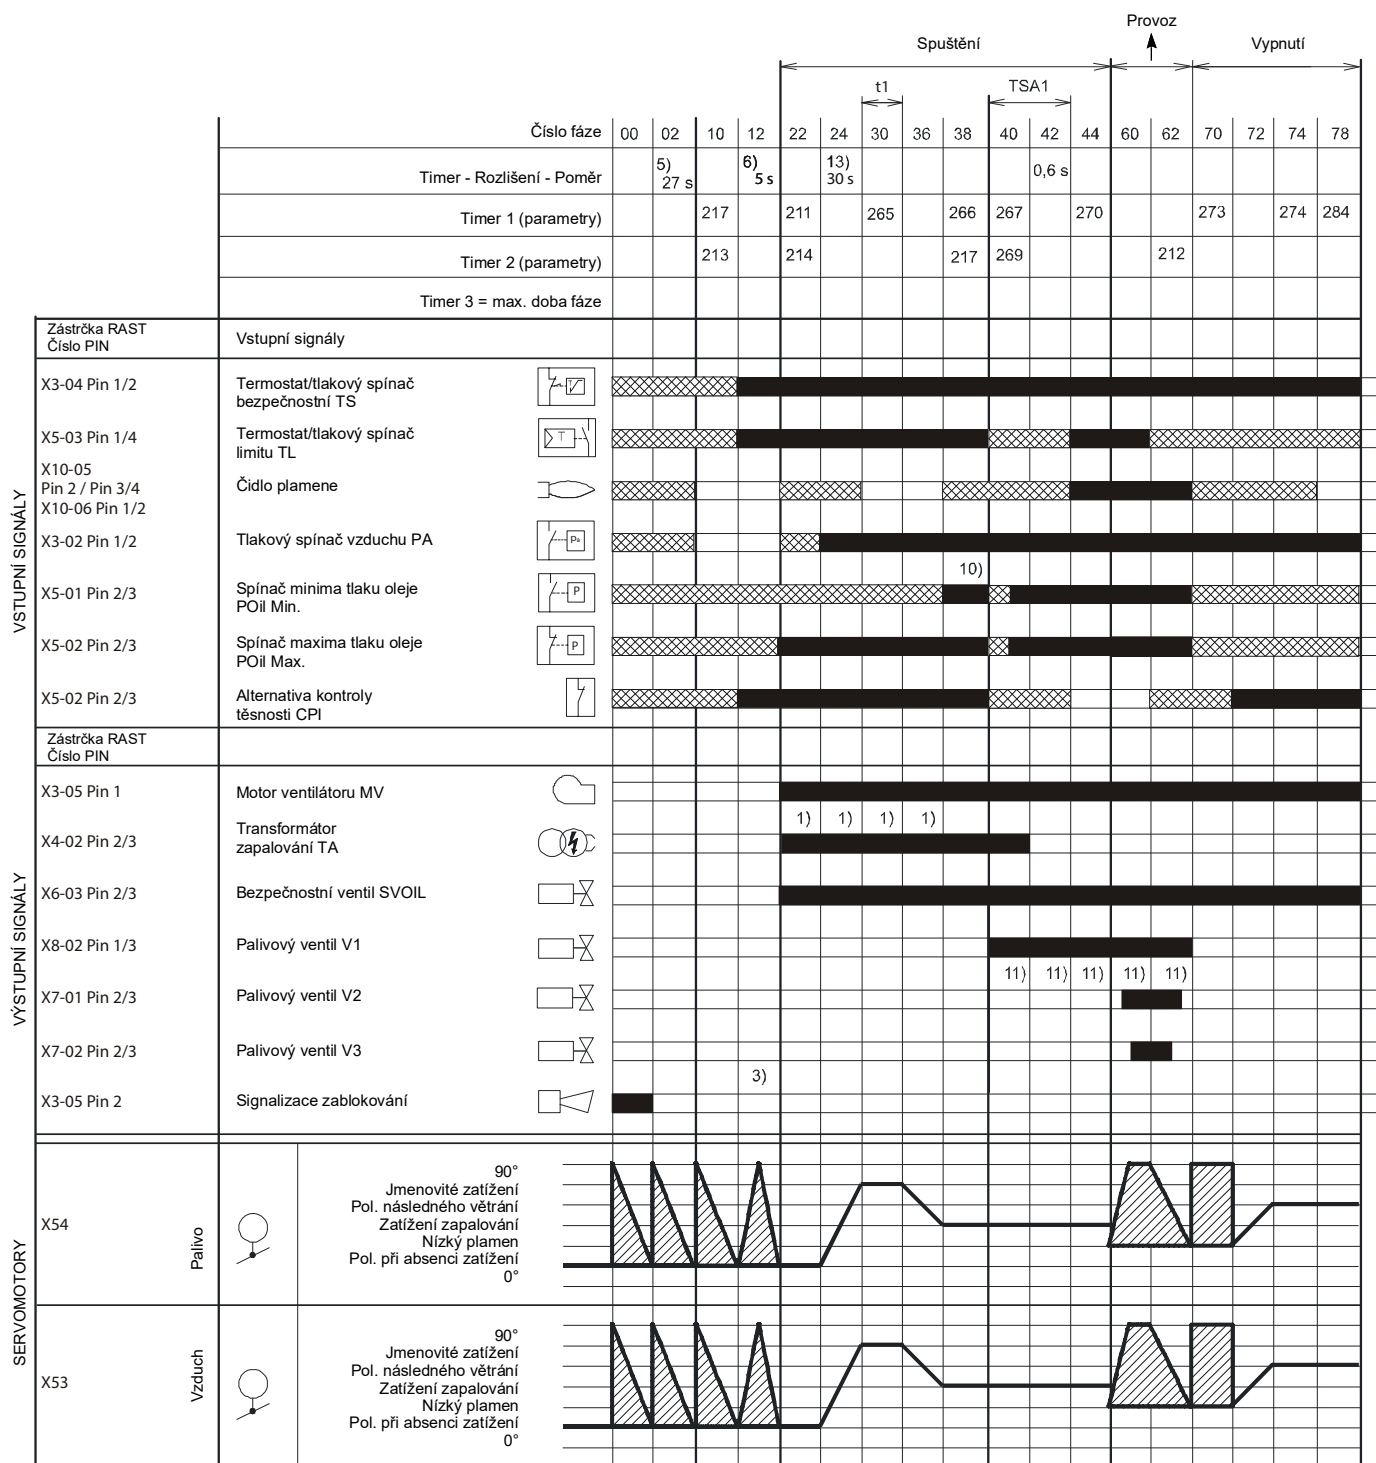 Provoz
Spuštění
Vypnutí
t1
TSA1
Číslo fáze 00 02 10 12 22 24 30 36 38 40 42 44 60 62 70 72 74 78
Timer - Rozlišení - Poměr 5) 27 s 6) 5 s 13) 30 s 0,6 s
Timer 1 (parametry) 217 211 265 266 267 270 273 274 284
Timer 2 (parametry) 213 214 217 269 212
Timer 3 = max. doba fáze
VSTUPNÍ SIGNÁLY
Zástrčka RAST
Číslo PIN
Vstupní signály
X3-04 Pin 1/2
Termostat/tlakový spínač
bezpečnostní TS
X5-03 Pin 1/4
Termostat/tlakový spínač
limitu TL
T
X10-05
Pin 2 / Pin 3/4
X10-06 Pin 1/2
Čidlo plamene
X3-02 Pin 1/2
Tlakový spínač vzduchu PA
Pa
10)
X5-01 Pin 2/3
Spínač minima tlaku oleje
POil Min.
P
X5-02 Pin 2/3
Spínač maxima tlaku oleje
POil Max.
P
X5-02 Pin 2/3
Alternativa kontroly
těsnosti CPI
VÝSTUPNÍ SIGNÁLY
Zástrčka RAST
Číslo PIN
X3-05 Pin 1
Motor ventilátoru MV
1) 1) 1) 1)
X4-02 Pin 2/3
Transformátor
zapalování TA
X6-03 Pin 2/3
Bezpečnostní ventil SVOIL
X8-02 Pin 1/3
Palivový ventil V1
11) 11) 11) 11) 11)
X7-01 Pin 2/3
Palivový ventil V2
X7-02 Pin 2/3
Palivový ventil V3
3)
X3-05 Pin 2
Signalizace zablokování
SERVOMOTORY
X54
Palivo
90°
Jmenovité zatížení
Pol. následného větrání
Zatížení zapalování
Nízký plamen
Pol. při absenci zatížení
0°
X53
Vzduch
90°
Jmenovité zatížení
Pol. následného větrání
Zatížení zapalování
Nízký plamen
Pol. při absenci zatížení
0°